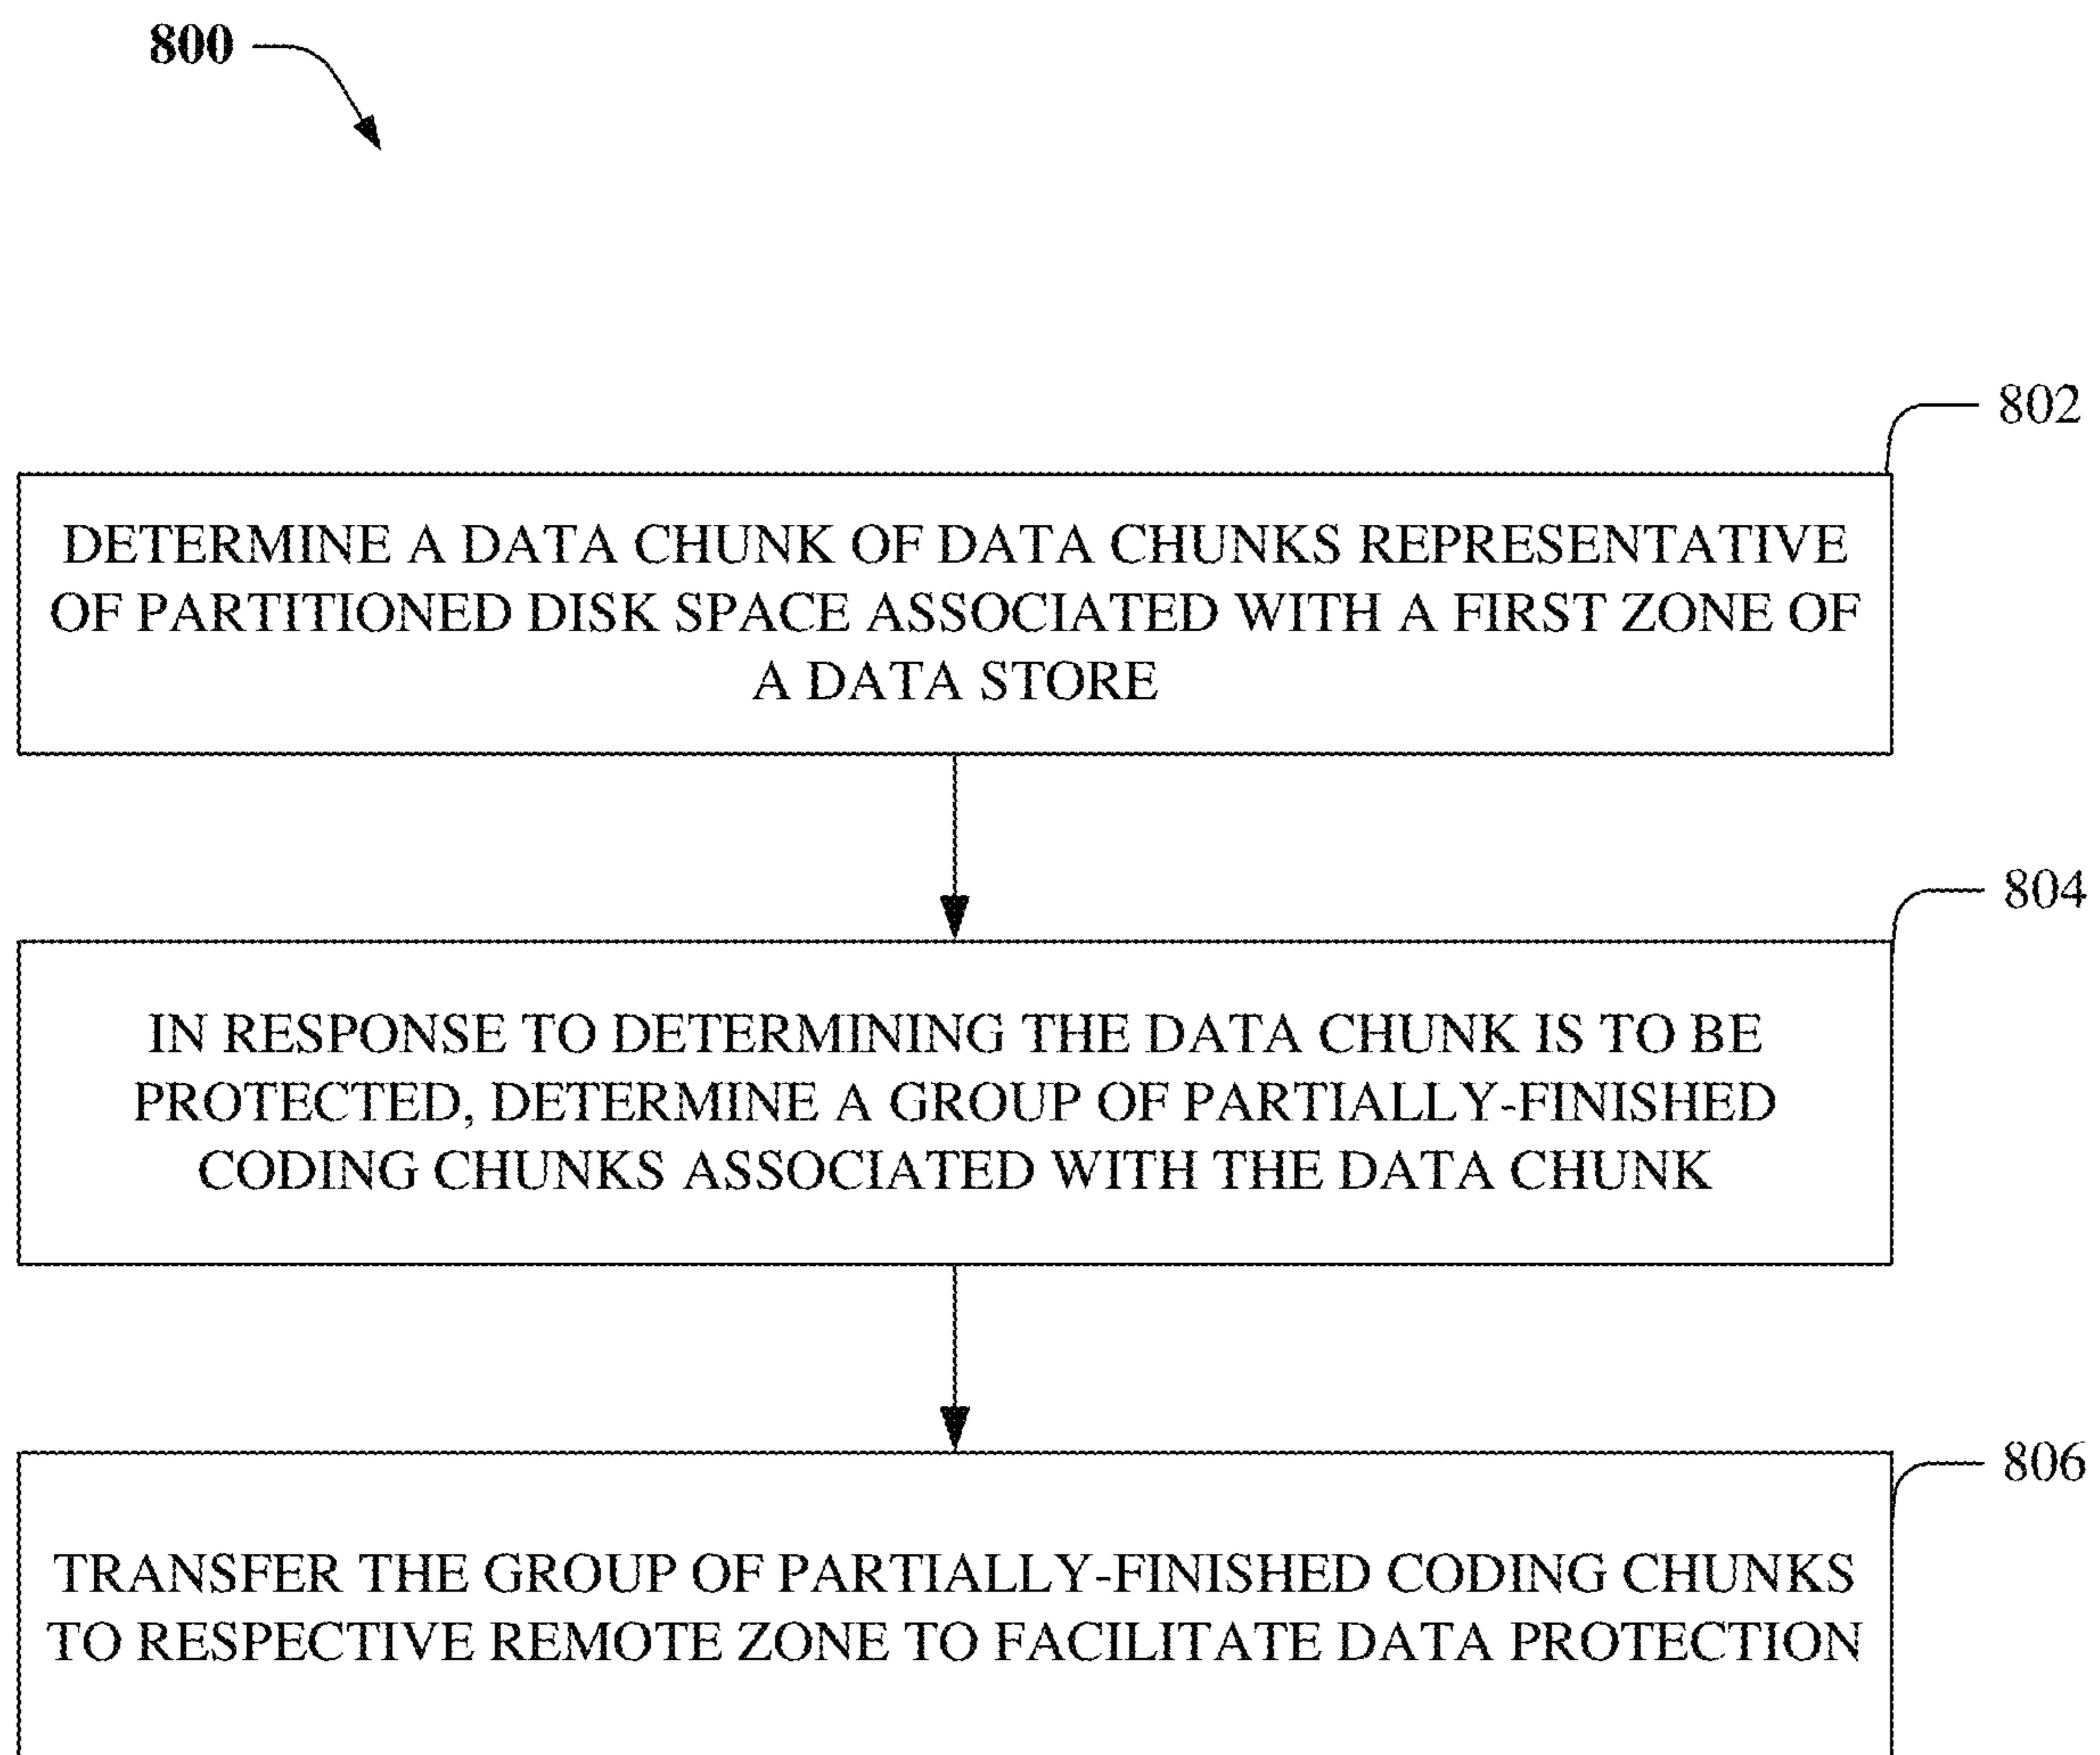 800
802
DETERMINE A DATA CHUNK OF DATA CHUNKS REPRESENTATIVE
OF PARTITIONED DISK SPACE ASSOCIATED WITH A FIRST ZONE OF
A DATA STORE
804
IN RESPONSE TO DETERMINING THE DATA CHUNK IS TO BE
PROTECTED, DETERMINE A GROUP OF PARTIALLY-FINISHED
CODING CHUNKS ASSOCIATED WITH THE DATA CHUNK
806
TRANSFER THE GROUP OF PARTIALLY-FINISHED CODING CHUNKS
TO RESPECTIVE REMOTE ZONE TO FACILITATE DATA PROTECTION